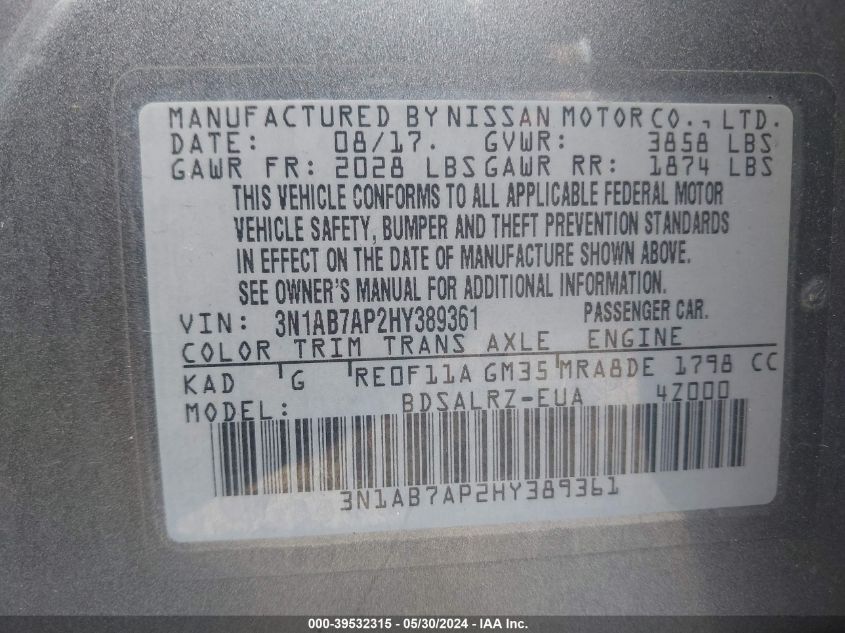 MANUFACTURED BY NISSAN MOTOR CO., LTD.
DATE: 08/17. GVWR: 3858 LBS
GAWR FR: 2028 LBS GAWR RR: 1874 LBS
THIS VEHICLE CONFORMS TO ALL APPLICABLE FEDERAL MOTOR
VEHICLE SAFETY, BUMPER AND THEFT PREVENTION STANDARDS
IN EFFECT ON THE DATE OF MANUFACTURE SHOWN ABOVE.
SEE OWNER'S MANUAL FOR ADDITIONAL INFORMATION.
VIN: 3N1AB7AP2HY389361 PASSENGER CAR.
COLOR TRIM TRANS AXLE ENGINE
KAD G RE0F11A GM35 MRA8DE 1798 CC
MODEL: BDSALRZ-EUA 4Z000
3N1AB7AP2HY389361
000-39532315 - 05/30/2024 - IAA Inc.